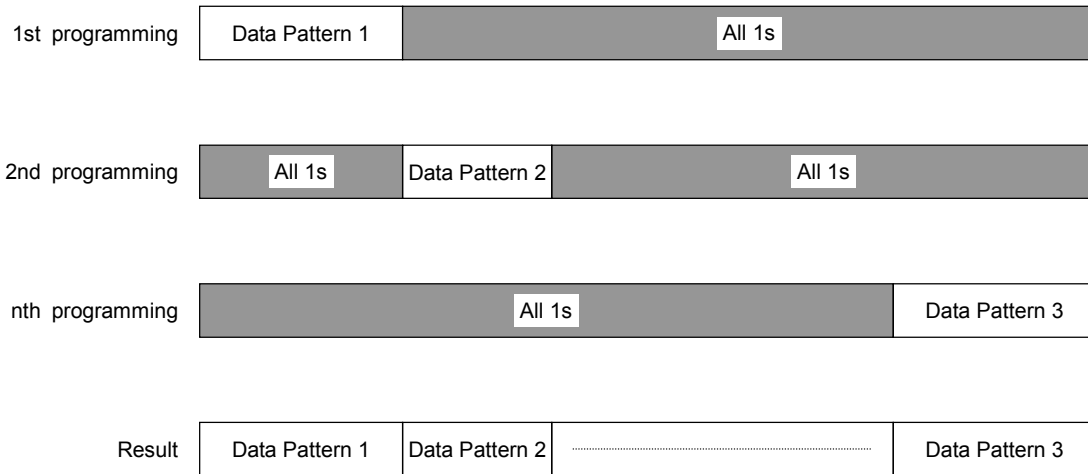 1st programming Data Pattern 1 All 1s
2nd programming All 1s Data Pattern 2 All 1s
nth programming All 1s Data Pattern 3
Result Data Pattern 1 Data Pattern 2 Data Pattern 3